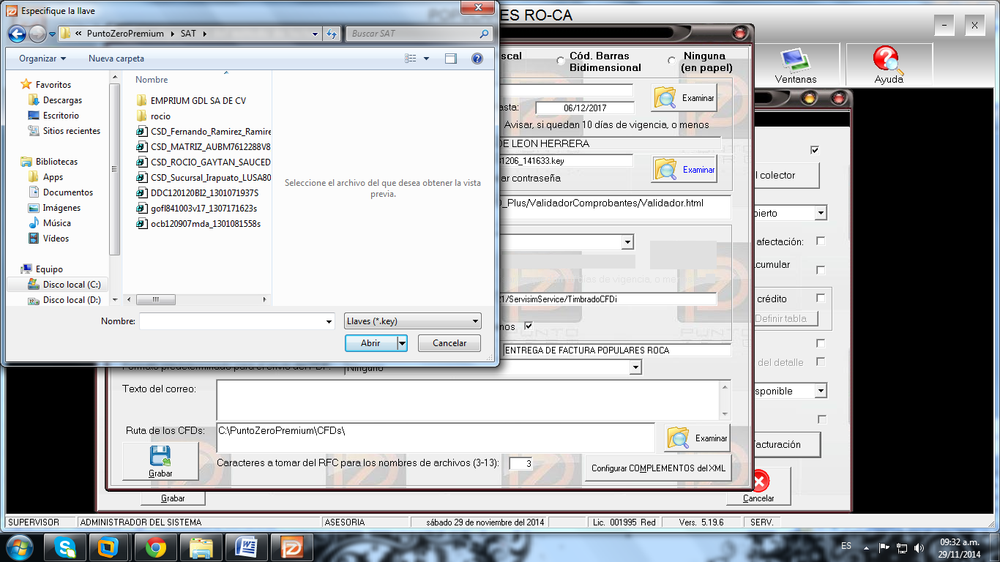 Especifique la llave
ES RO-CA
PuntoZeroPremium
SAT
Buscar SAT
Organizar
Nueva carpeta
Favoritos
Descargas
Escritorio
Sitios recientes
Bibliotecas
Apps
Documentos
Imágenes
Música
Vídeos
Equipo
Disco local (C:)
Disco local (D:)
Nombre
EMPRIUM GDL SA DE CV
rocio
CSD_Fernando_Ramirez_Ramire
CSD_MATRIZ_AUBM7612288V8
CSD_ROCIO_GAYTAN_SAUCED
CSD_Sucursal_Irapuato_LUSA80
DDC120120BI2_1301071937S
gofl841003v17_1307171623s
ocb120907mda_1301081558s
Seleccione el archivo del que desea obtener la vista
previa.
Nombre:
Llaves (*.key)
Abrir
Cancelar
scal
Cód. Barras
Bidimensional
Ninguna
(en papel)
Ventanas
Ayuda
asta:
06/12/2017
Examinar
Avisar, si quedan 10 días de vigencia, o menos
DE LEON HERRERA
31206_141633.key
Examinar
ar contraseña
D_Plus/ValidadorComprobantes/Validador.html
días de vigencia, o me
21/ServisimService/TimbradoCFDi
nos
ENTREGA DE FACTURA POPULARES ROCA
Formato predeterminado para el envío del PDF:
Ninguno
Texto del correo:
Ruta de los CFDs:
C:\PuntoZeroPremium\CFDs\
Examinar
Grabar
Caracteres a tomar del RFC para los nombres de archivos (3-13):
3
Configurar COMPLEMENTOS del XML
l colector
bierto
afectación:
cumular
crédito
Definir tabla
del detalle
sponible
acturación
Grabar
Cancelar
SUPERVISOR
ADMINISTRADOR DEL SISTEMA
ASESORIA
sábado 29 de noviembre del 2014
Lic. 001995 Red
Vers. 5.19.6
SERV.
ES
09:32 a.m.
29/11/2014